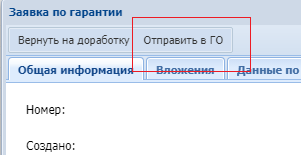 Заявка по гарантии
Вернуть на доработку Отправить в ГО
Общая информация Вложения Данные по
Номер:
Создано: